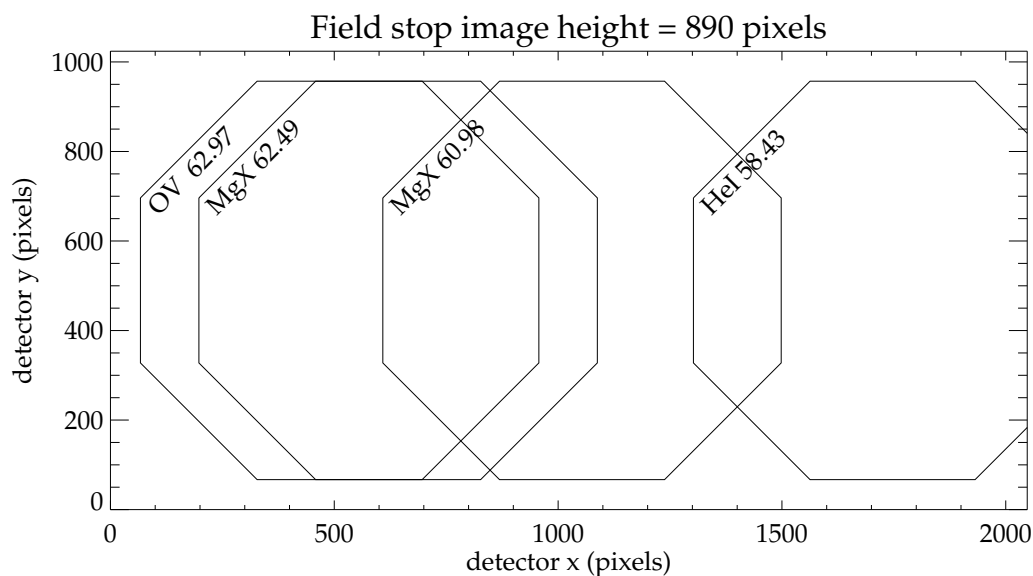 Field stop image height = 890 pixels
1000
800
600
400
200
0
detector y (pixels)
OV 62.97
MgX 62.49
MgX 60.98
HeI 58.43
0 500 1000 1500 2000
detector x (pixels)